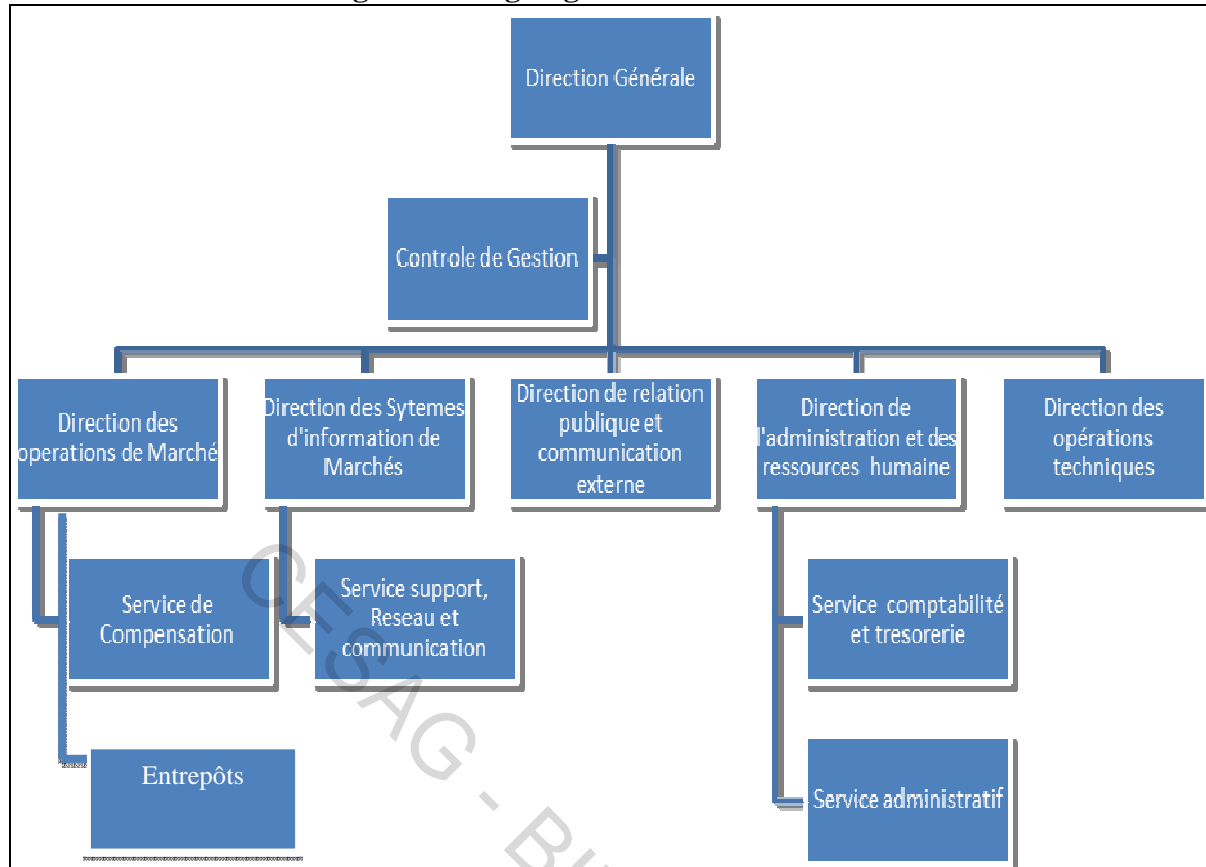 Direction Générale
Controle de Gestion
Direction des
operations de Marché
Direction des Sytemes
d'information de
Marchés
Direction de relation
publique et
communication
externe
Direction de
l'administration et des
ressources humaine
Direction des
opérations
techniques
Service de
Compensation
Service support,
Reseau et
communication
Service comptabilité
et tresorerie
Entrepôts
Service administratif
CESAG -